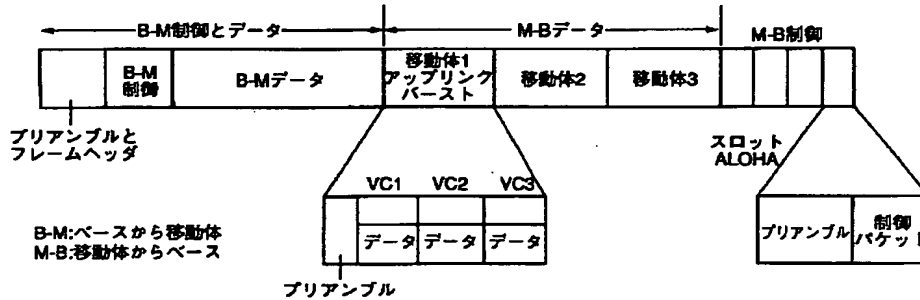 B-M制御とデータ
M-Bデータ
M-B制御
B-M
制御
B-Mデータ
移動体1
アップリンク
バースト
移動体2
移動体3
プリアンブルと
フレームヘッダ
スロット
ALOHA
VC1
VC2
VC3
データ
データ
データ
プリアンブル
プリアンブル
制御
パケット
B-M:ベースから移動体
M-B:移動体からベース